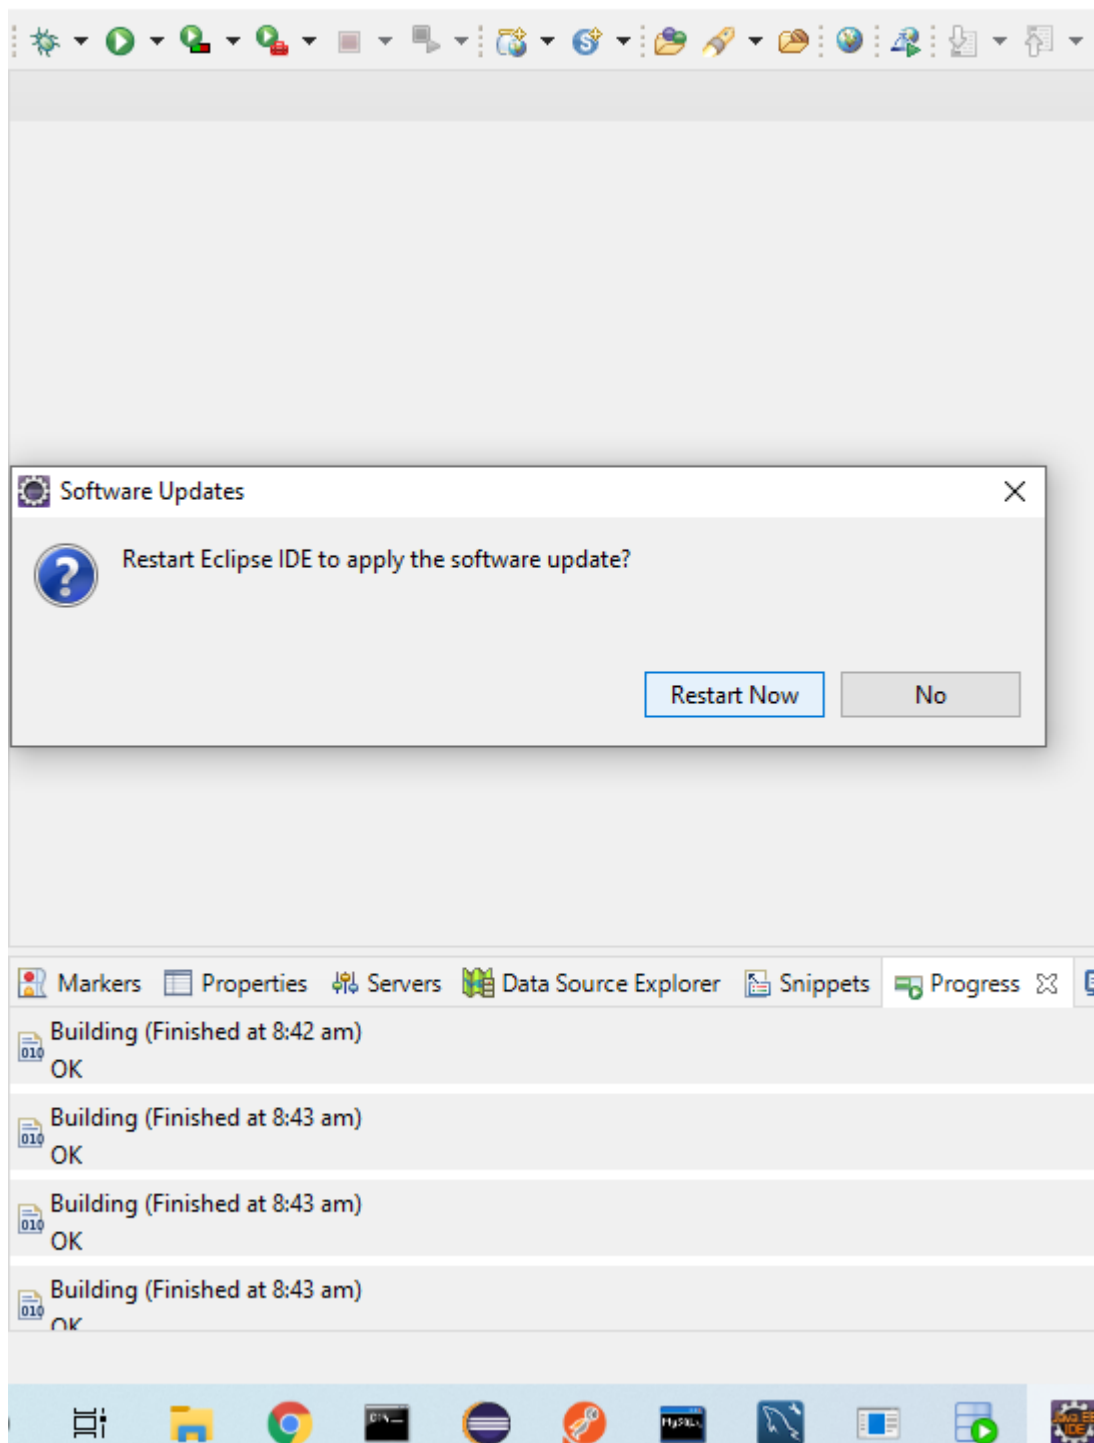 Software Updates
Restart Eclipse IDE to apply the software update?
Restart Now No
Markers Properties Servers Data Source Explorer Snippets Progress
Building (Finished at 8:42 am)
OK
Building (Finished at 8:43 am)
OK
Building (Finished at 8:43 am)
OK
Building (Finished at 8:43 am)
OK